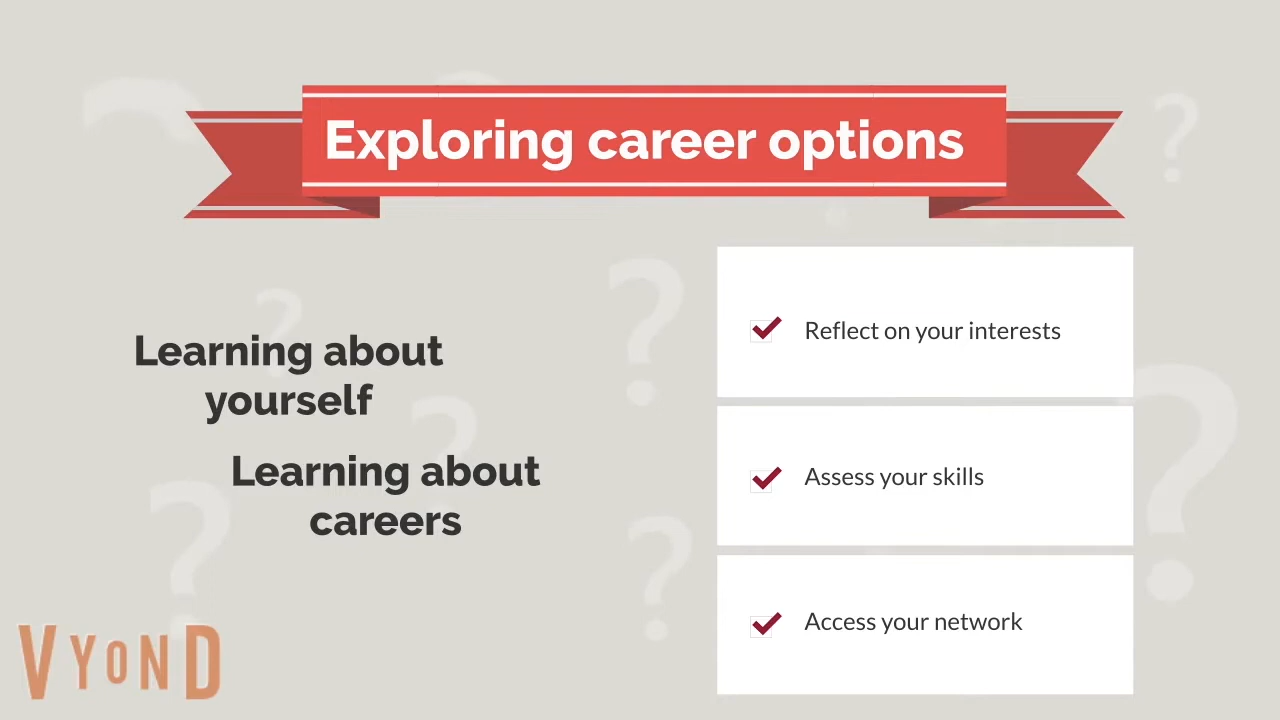 Exploring career options
Learning about
yourself
Learning about
careers
Reflect on your interests
Assess your skills
Access your network
VYOND